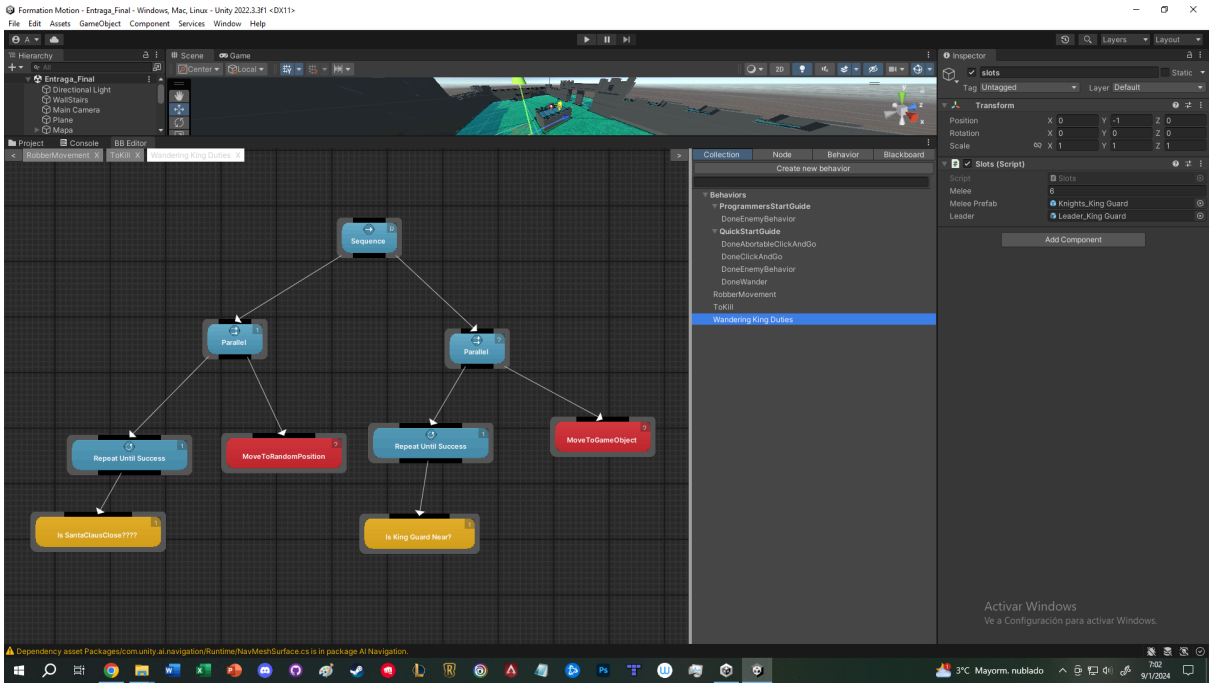 Formation Motion - Entraga_Final - Windows, Mac, Linux - Unity 2022.3.3f1 <DX11>
File Edit Assets GameObject Component Services Window Help
A
Layers Layout
Hierarchy
Scene Game
Inspector
All
Center Local
2D
Entraga_Final
Directional Light
WallStairs
Main Camera
Plane
Mapa
slots
Static
Tag Untagged
Layer Default
Transform
Position X 0 Y -1 Z 0
Rotation X 0 Y 0 Z 0
Scale X 1 Y 1 Z 1
Slots (Script)
Script Slots
Melee 6
Melee Prefab Knights_King Guard
Leader Leader_King Guard
Add Component
Project Console BB Editor
< RobberMovement X ToKill X Wandering King Duties X >
Collection Node Behavior Blackboard
Create new behavior
Behaviors
ProgrammersStartGuide
DoneEnemyBehavior
QuickStartGuide
DoneAbortableClickAndGo
DoneClickAndGo
DoneEnemyBehavior
DoneWander
RobberMovement
ToKill
Wandering King Duties
Sequence
Parallel
Parallel
Repeat Until Success
MoveToRandomPosition
Repeat Until Success
MoveToGameObject
Is SantaClausClose????
Is King Guard Near?
Activar Windows
Ve a Configuración para activar Windows.
Dependency asset Packages/com.unity.ai.navigation/Runtime/NavMeshSurface.cs is in package AI Navigation.
3°C Mayorm. nublado
7:02
9/1/2024